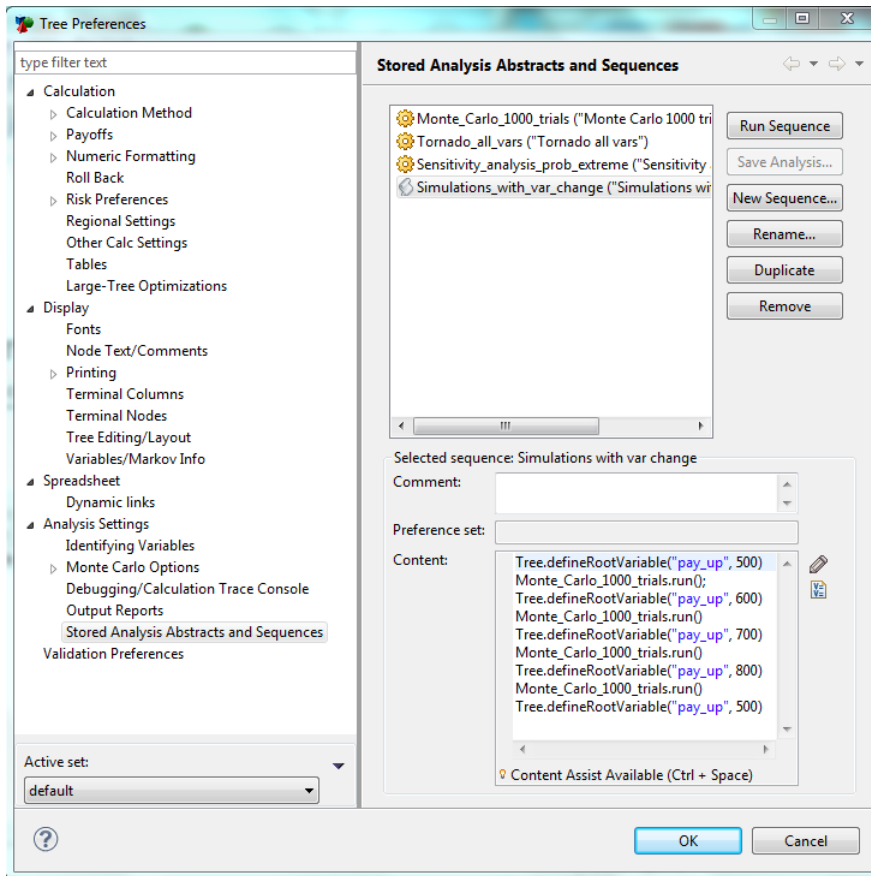 Tree Preferences
type filter text
Calculation
Calculation Method
Payoffs
Numeric Formatting
Roll Back
Risk Preferences
Regional Settings
Other Calc Settings
Tables
Large-Tree Optimizations
Display
Fonts
Node Text/Comments
Printing
Terminal Columns
Terminal Nodes
Tree Editing/Layout
Variables/Markov Info
Spreadsheet
Dynamic links
Analysis Settings
Identifying Variables
Monte Carlo Options
Debugging/Calculation Trace Console
Output Reports
Stored Analysis Abstracts and Sequences
Validation Preferences
Active set:
default
Stored Analysis Abstracts and Sequences
Monte_Carlo_1000_trials ("Monte Carlo 1000 tri
Tornado_all_vars ("Tornado all vars")
Sensitivity_analysis_prob_extreme ("Sensitivity
Simulations_with_var_change ("Simulations wi
Run Sequence
Save Analysis...
New Sequence...
Rename...
Duplicate
Remove
Selected sequence: Simulations with var change
Comment:
Preference set:
Content:
Tree.defineRootVariable("pay_up", 500)
Monte_Carlo_1000_trials.run();
Tree.defineRootVariable("pay_up", 600)
Monte_Carlo_1000_trials.run()
Tree.defineRootVariable("pay_up", 700)
Monte_Carlo_1000_trials.run()
Tree.defineRootVariable("pay_up", 800)
Monte_Carlo_1000_trials.run()
Tree.defineRootVariable("pay_up", 500)
Content Assist Available (Ctrl + Space)
OK
Cancel